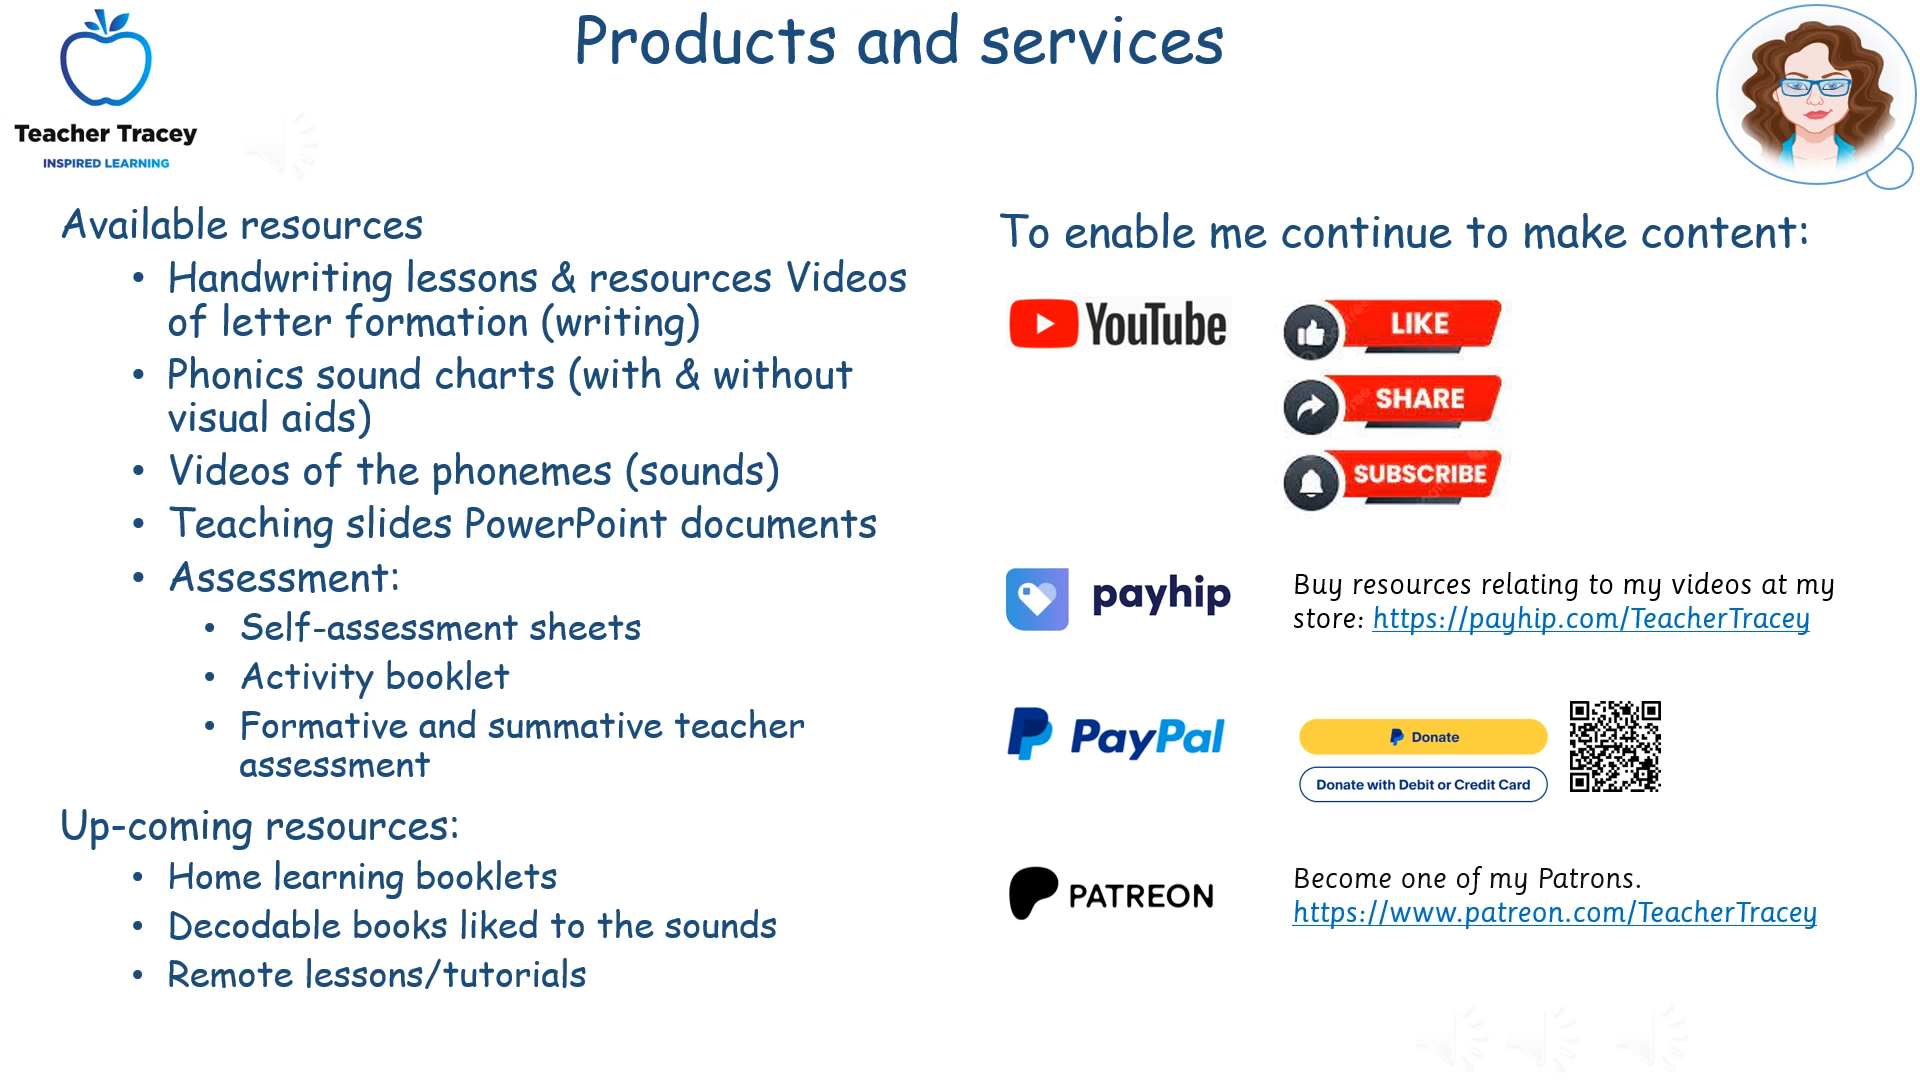 Products and services
Teacher Tracey
INSPIRED LEARNING
Available resources
• Handwriting lessons & resources Videos
of letter formation (writing)
• Phonics sound charts (with & without
visual aids)
• Videos of the phonemes (sounds)
• Teaching slides PowerPoint documents
• Assessment:
• Self-assessment sheets
• Activity booklet
• Formative and summative teacher
assessment
Up-coming resources:
• Home learning booklets
• Decodable books liked to the sounds
• Remote lessons/tutorials
To enable me continue to make content:
YouTube
LIKE
SHARE
SUBSCRIBE
payhip
Buy resources relating to my videos at my
store: https://payhip.com/TeacherTracey
PayPal
Donate
Donate with Debit or Credit Card
PATREON
Become one of my Patrons.
https://www.patreon.com/TeacherTracey